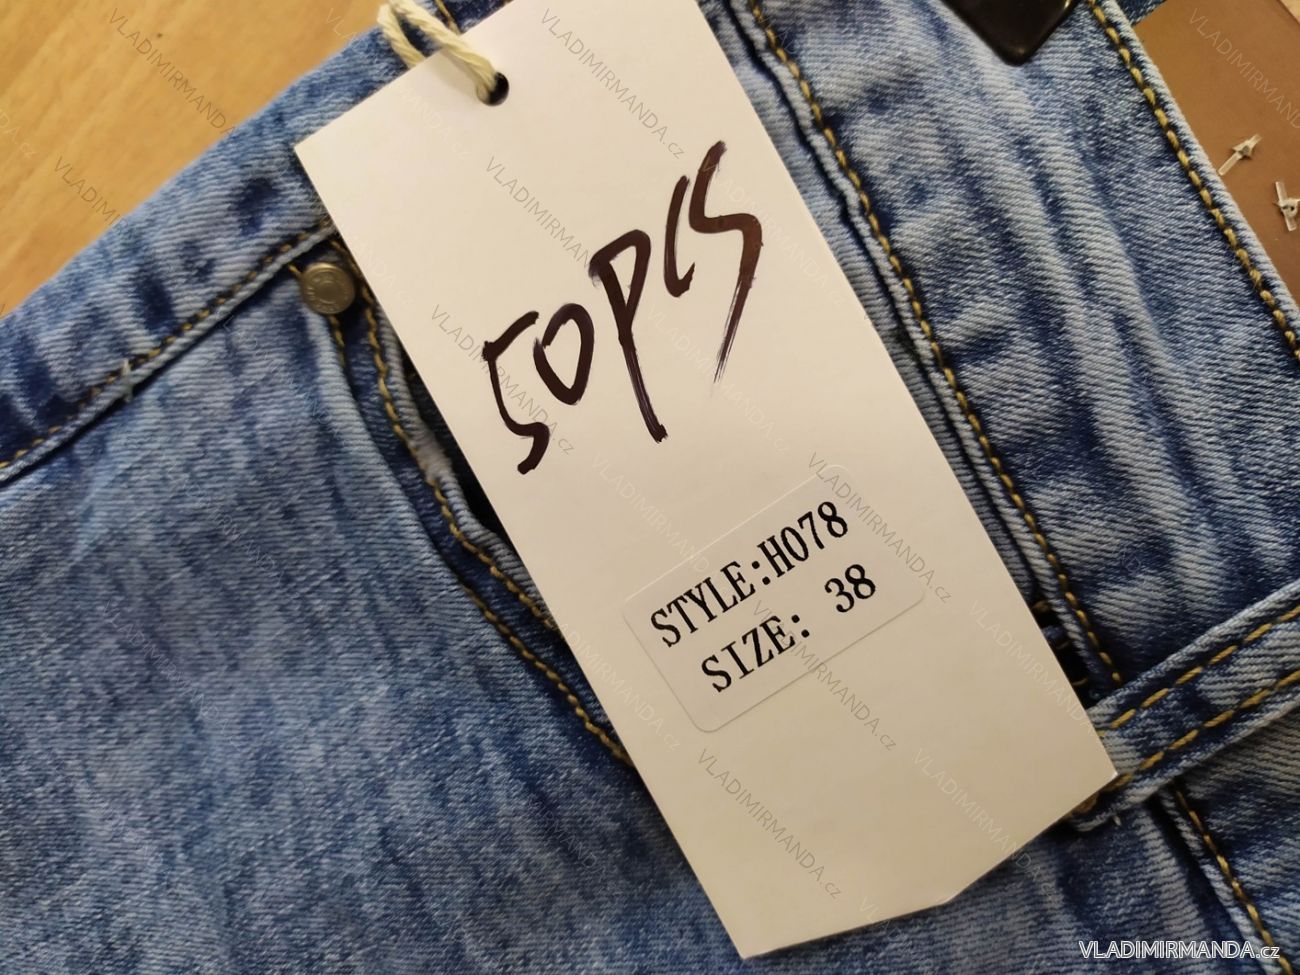 50PCS
STYLE:H078
SIZE: 38
VLADIMIRMANDA.cz